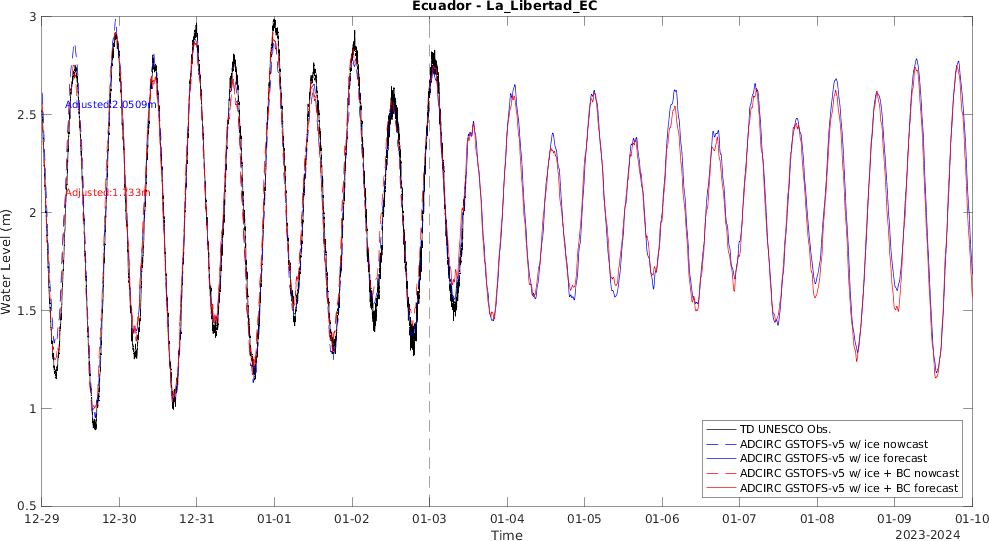 Ecuador - La_Libertad_EC
Water Level (m)
3
2.5
2
1.5
1
0.5
Adjusted:2.0509m
Adjusted:1.733m
TD UNESCO Obs.
ADCIRC GSTOFS-v5 w/ ice nowcast
ADCIRC GSTOFS-v5 w/ ice forecast
ADCIRC GSTOFS-v5 w/ ice + BC nowcast
ADCIRC GSTOFS-v5 w/ ice + BC forecast
12-29 12-30 12-31 01-01 01-02 01-03 01-04 01-05 01-06 01-07 01-08 01-09 01-10
Time
2023-2024